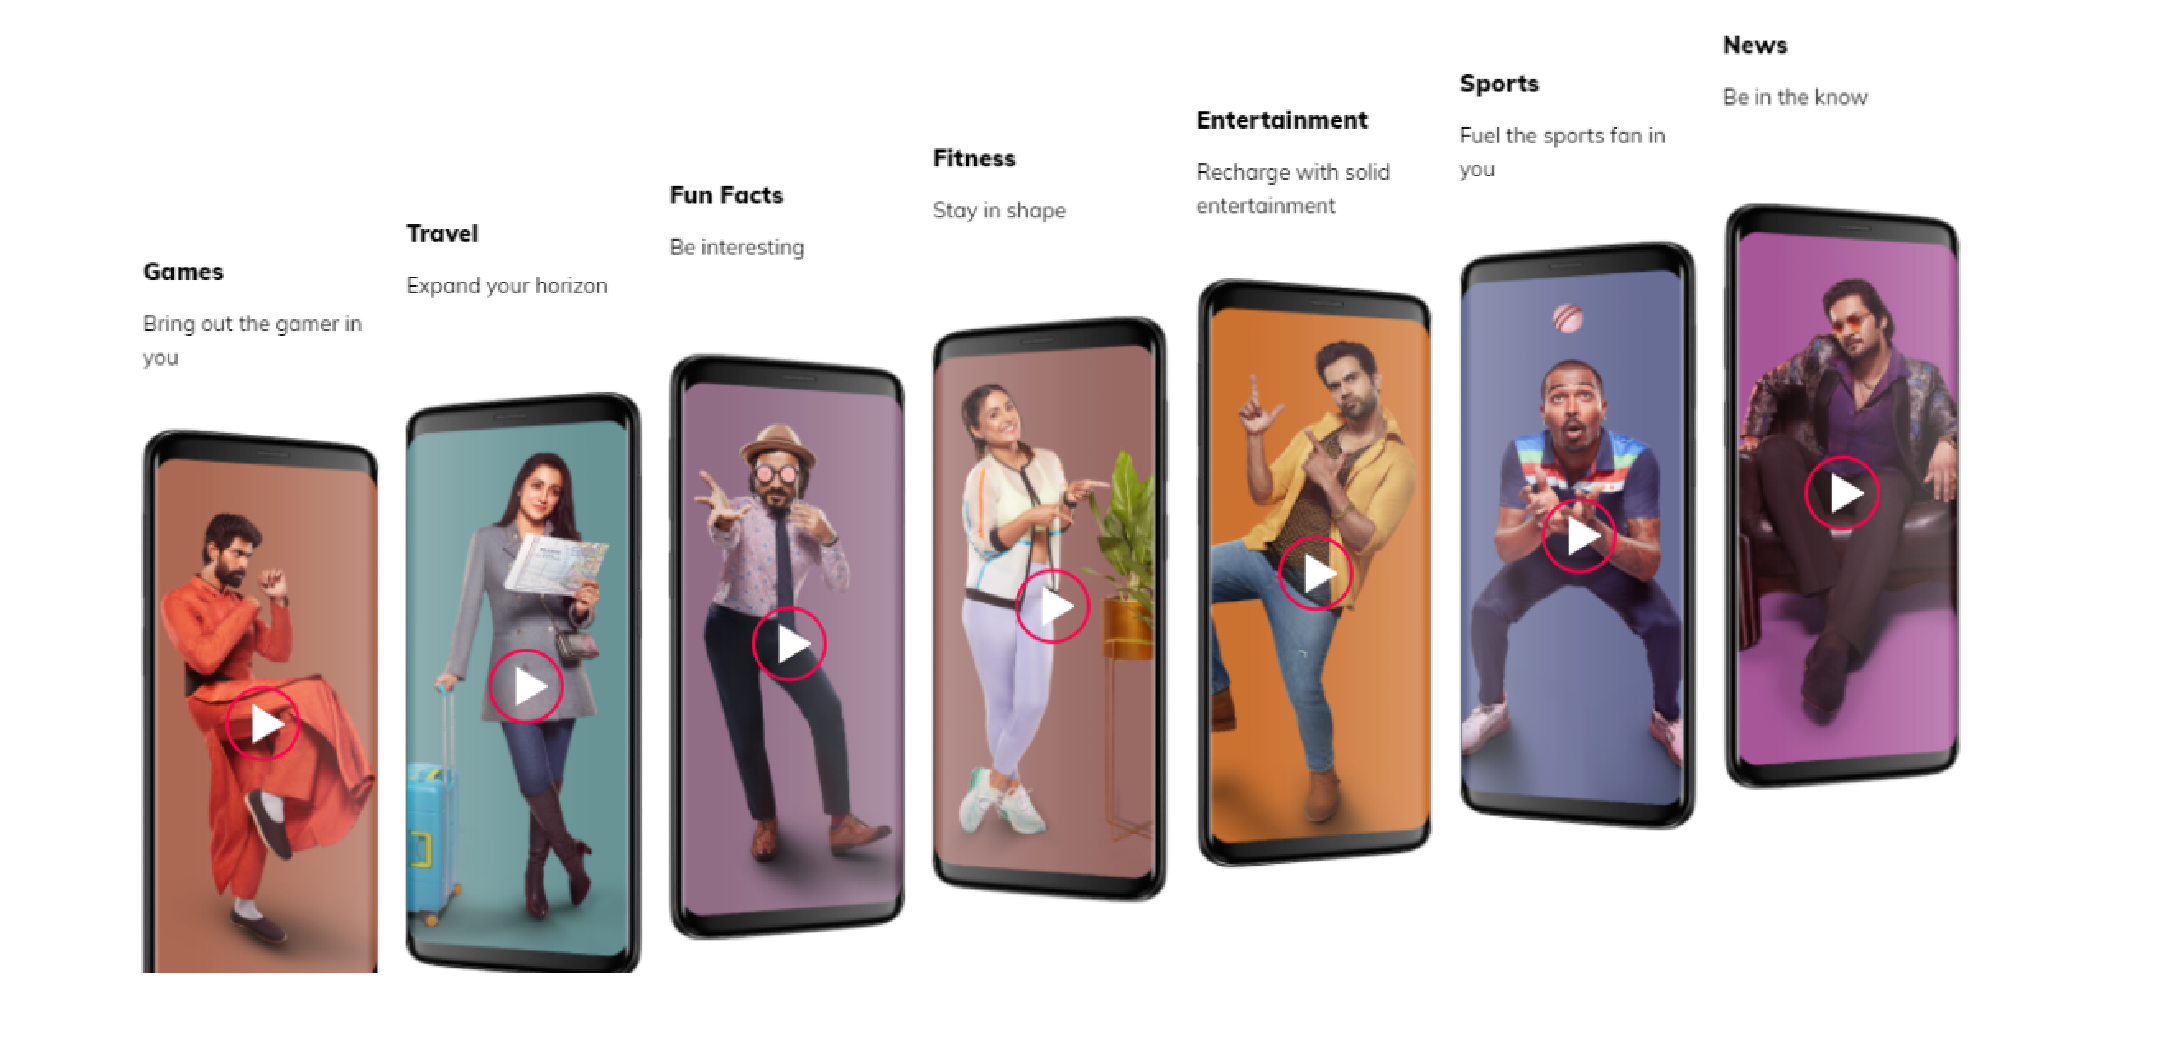 Games
Bring out the gamer in
you
Travel
Expand your horizon
Fun Facts
Be interesting
Fitness
Stay in shape
Entertainment
Recharge with solid
entertainment
Sports
Fuel the sports fan in
you
News
Be in the know